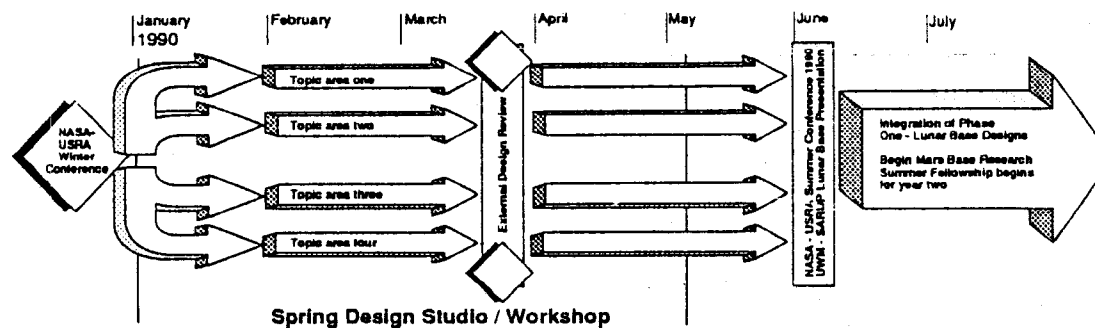 January
1990
February
March
April
May
June
July
NASA-
USRA
Winter
Conference
Topic area one
Topic area two
Topic area three
Topic area four
External Design Review
NASA - USRA Summer Conference 1990
UWM - SARUP Lunar Base Presentation
Integration of Phase
One - Lunar Base Designs
Begin Mars Base Research
Summer Fellowship begins
for year two
Spring Design Studio / Workshop